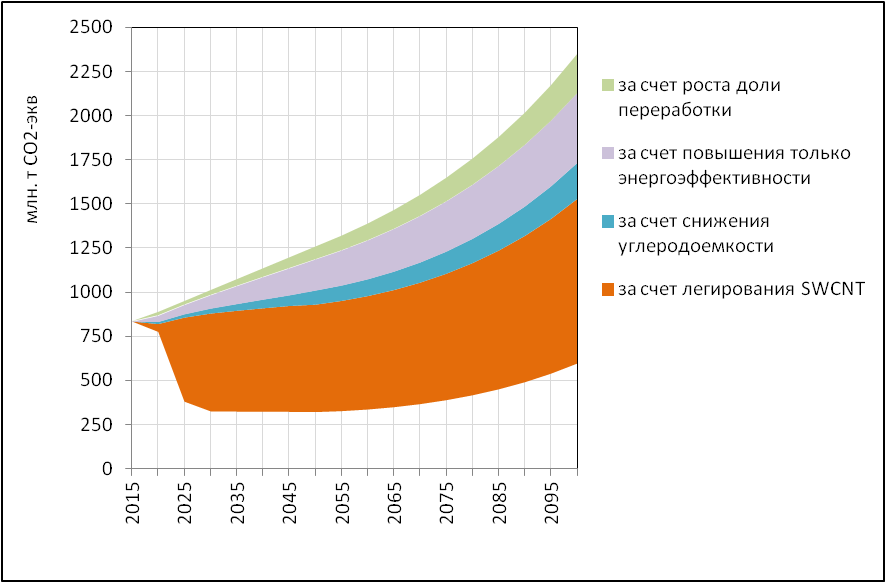 2500
2250
2000
1750
1500
1250
1000
750
500
250
0
млн. т СО2-экв
2015
2025
2035
2045
2055
2065
2075
2085
2095
за счет роста доли
переработки
за счет повышения только
энергоэффективности
за счет снижения
углеродоемкости
за счет легирования SWCNT